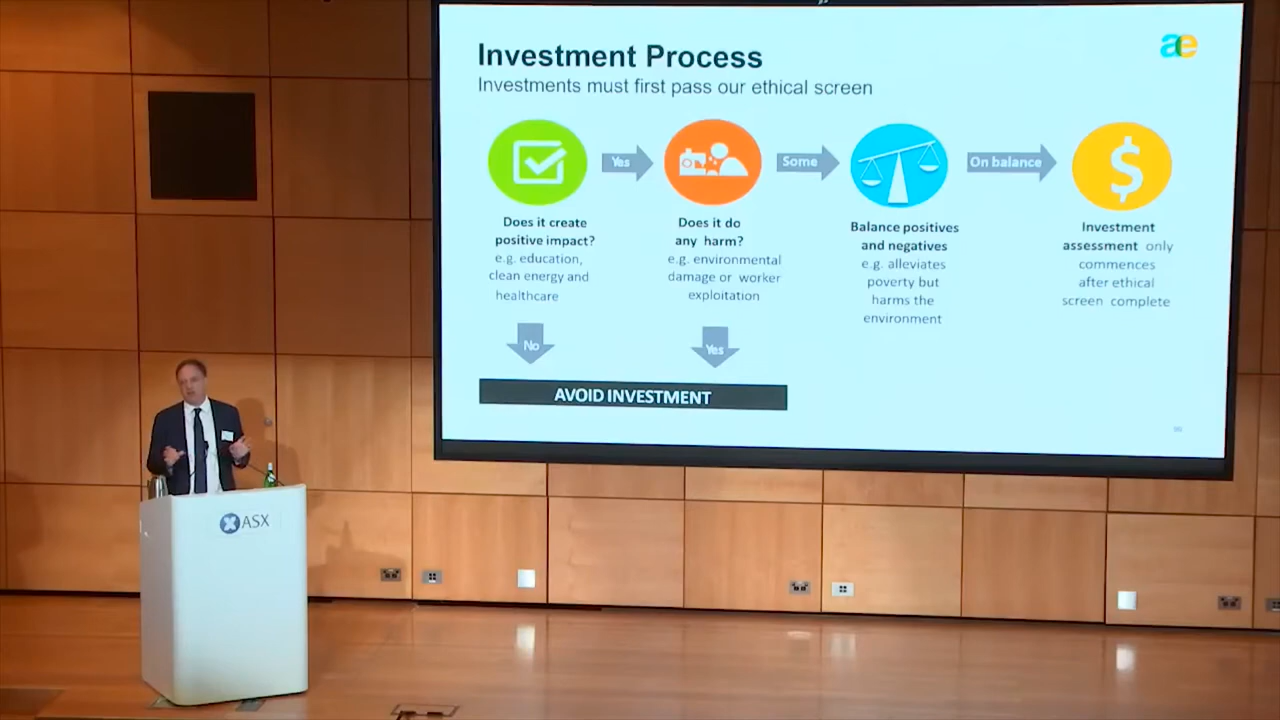 Investment Process
ae
Investments must first pass our ethical screen
Yes
Some
On balance
Does it create
positive impact?
e.g. education,
clean energy and
healthcare
Does it do
any harm?
e.g. environmental
damage or worker
exploitation
Balance positives
and negatives
e.g. alleviates
poverty but
harms the
environment
Investment
assessment only
commences
after ethical
screen complete
No
Yes
AVOID INVESTMENT
ASX